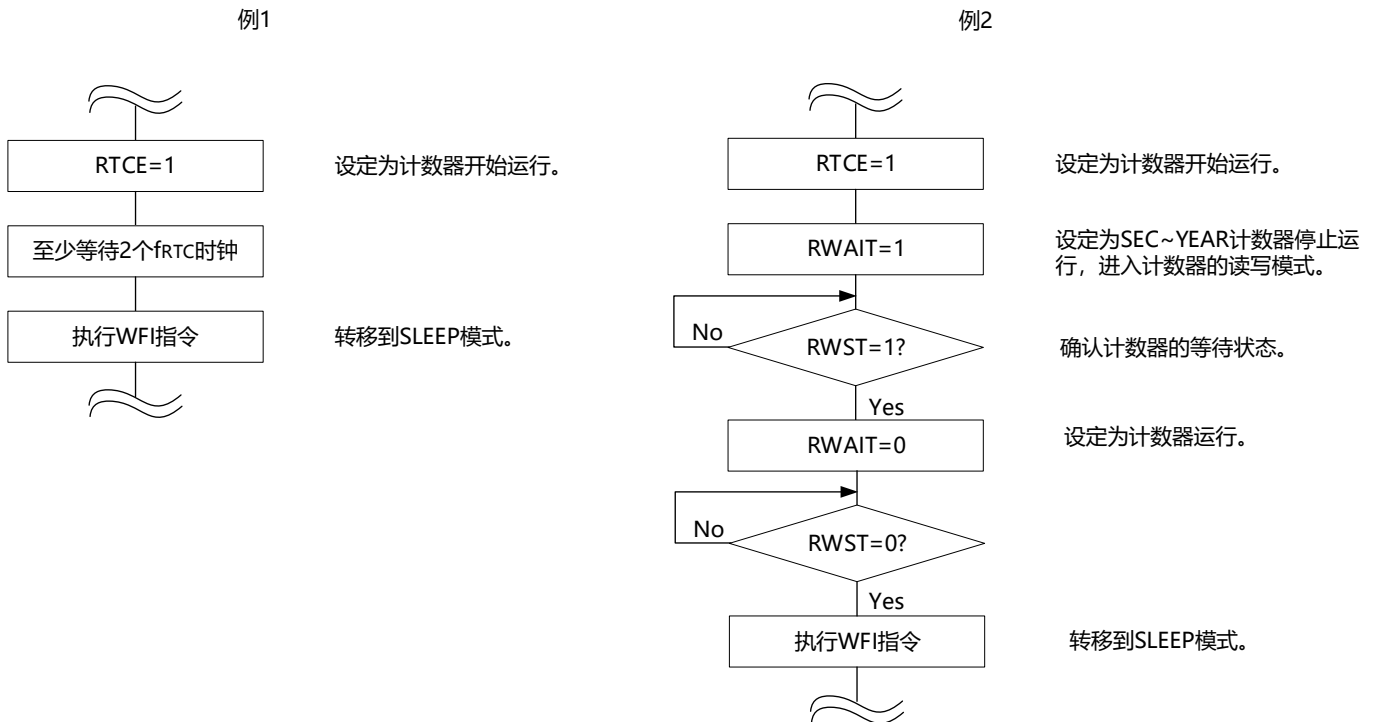 例1
RTCE=1
设定为计数器开始运行。
至少等待2个fRTC时钟
执行WFI指令
转移到SLEEP模式。
例2
RTCE=1
设定为计数器开始运行。
RWAIT=1
设定为SEC~YEAR计数器停止运
行，进入计数器的读写模式。
No
RWST=1?
确认计数器的等待状态。
Yes
RWAIT=0
设定为计数器运行。
No
RWST=0?
Yes
执行WFI指令
转移到SLEEP模式。